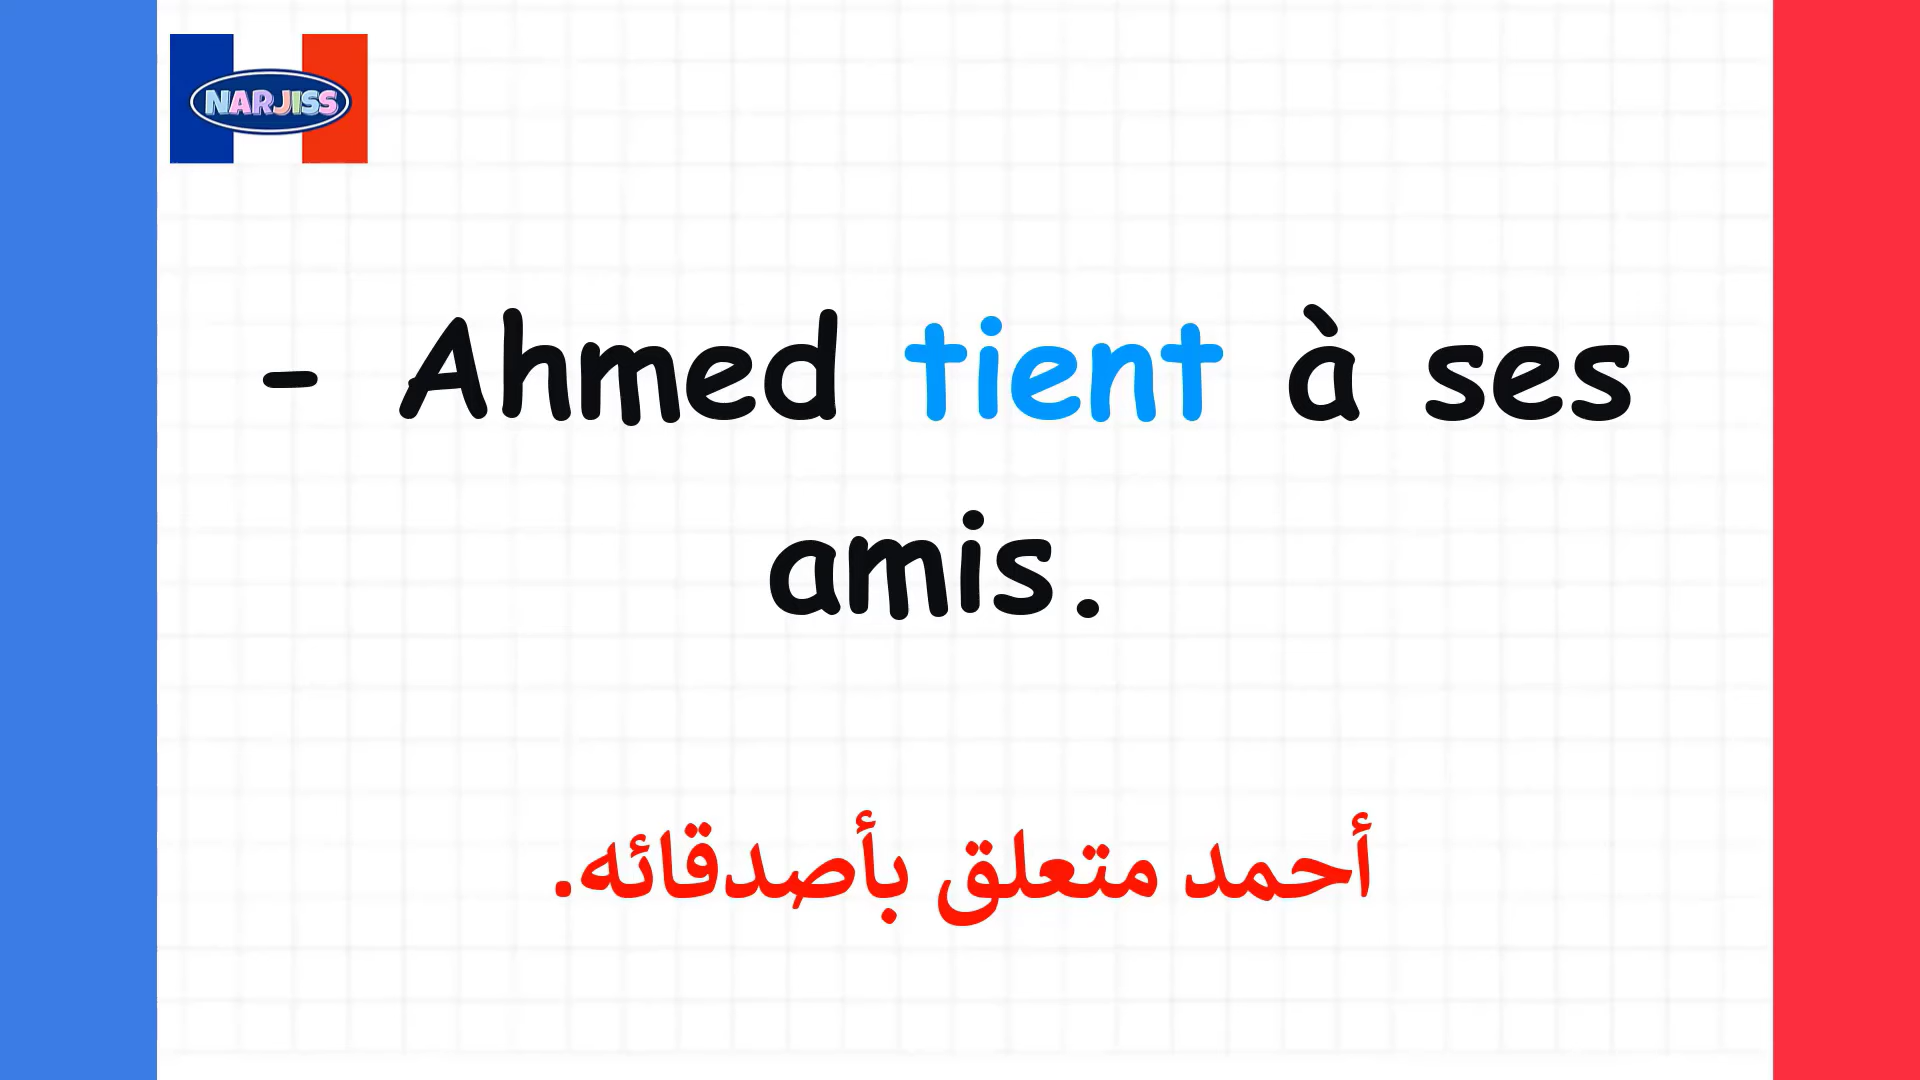 NARJISS
- Ahmed tient à ses
amis.
أحمد متعلق بأصدقائه.